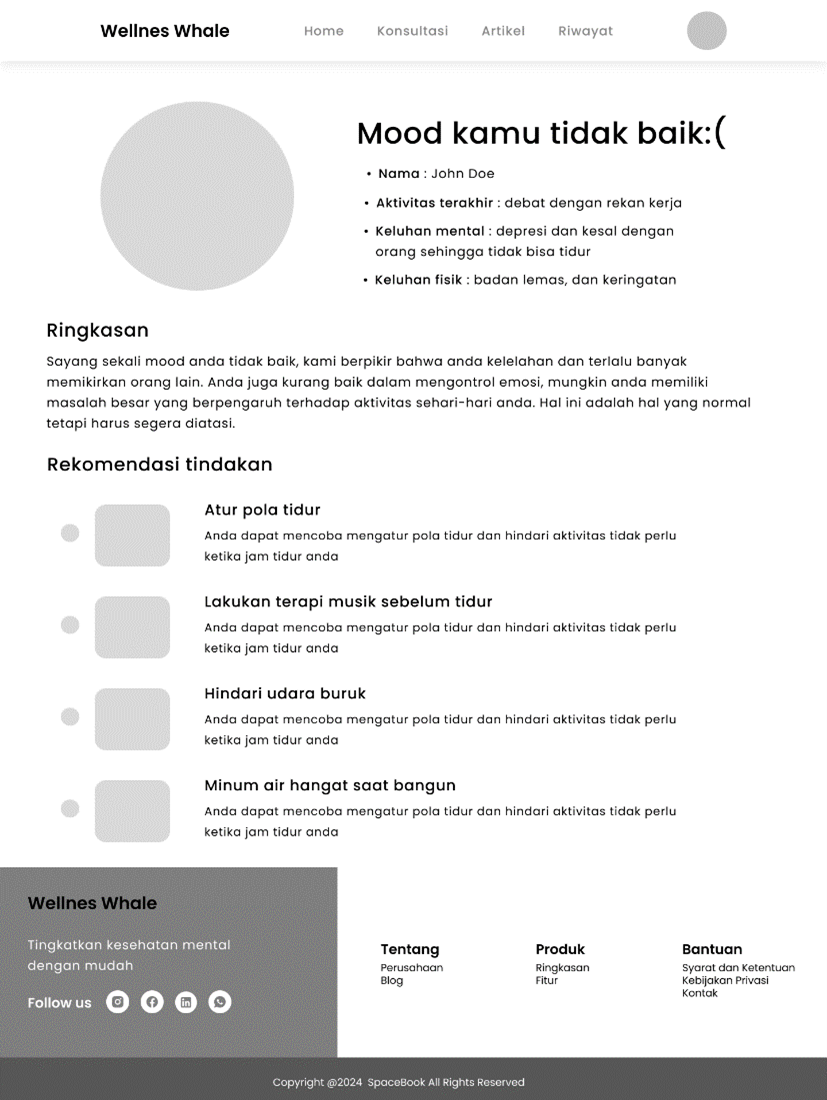 Wellnes Whale
Home Konsultasi Artikel Riwayat
Mood kamu tidak baik:(
• Nama : John Doe
• Aktivitas terakhir : debat dengan rekan kerja
• Keluhan mental : depresi dan kesal dengan
orang sehingga tidak bisa tidur
• Keluhan fisik : badan lemas, dan keringatan
Ringkasan
Sayang sekali mood anda tidak baik, kami berpikir bahwa anda kelelahan dan terlalu banyak
memikirkan orang lain. Anda juga kurang baik dalam mengontrol emosi, mungkin anda memiliki
masalah besar yang berpengaruh terhadap aktivitas sehari-hari anda. Hal ini adalah hal yang normal
tetapi harus segera diatasi.
Rekomendasi tindakan
Atur pola tidur
Anda dapat mencoba mengatur pola tidur dan hindari aktivitas tidak perlu
ketika jam tidur anda
Lakukan terapi musik sebelum tidur
Anda dapat mencoba mengatur pola tidur dan hindari aktivitas tidak perlu
ketika jam tidur anda
Hindari udara buruk
Anda dapat mencoba mengatur pola tidur dan hindari aktivitas tidak perlu
ketika jam tidur anda
Minum air hangat saat bangun
Anda dapat mencoba mengatur pola tidur dan hindari aktivitas tidak perlu
ketika jam tidur anda
Wellnes Whale
Tingkatkan kesehatan mental
dengan mudah
Follow us
Tentang
Perusahaan
Blog
Produk
Ringkasan
Fitur
Bantuan
Syarat dan Ketentuan
Kebijakan Privasi
Kontak
Copyright @2024 SpaceBook All Rights Reserved